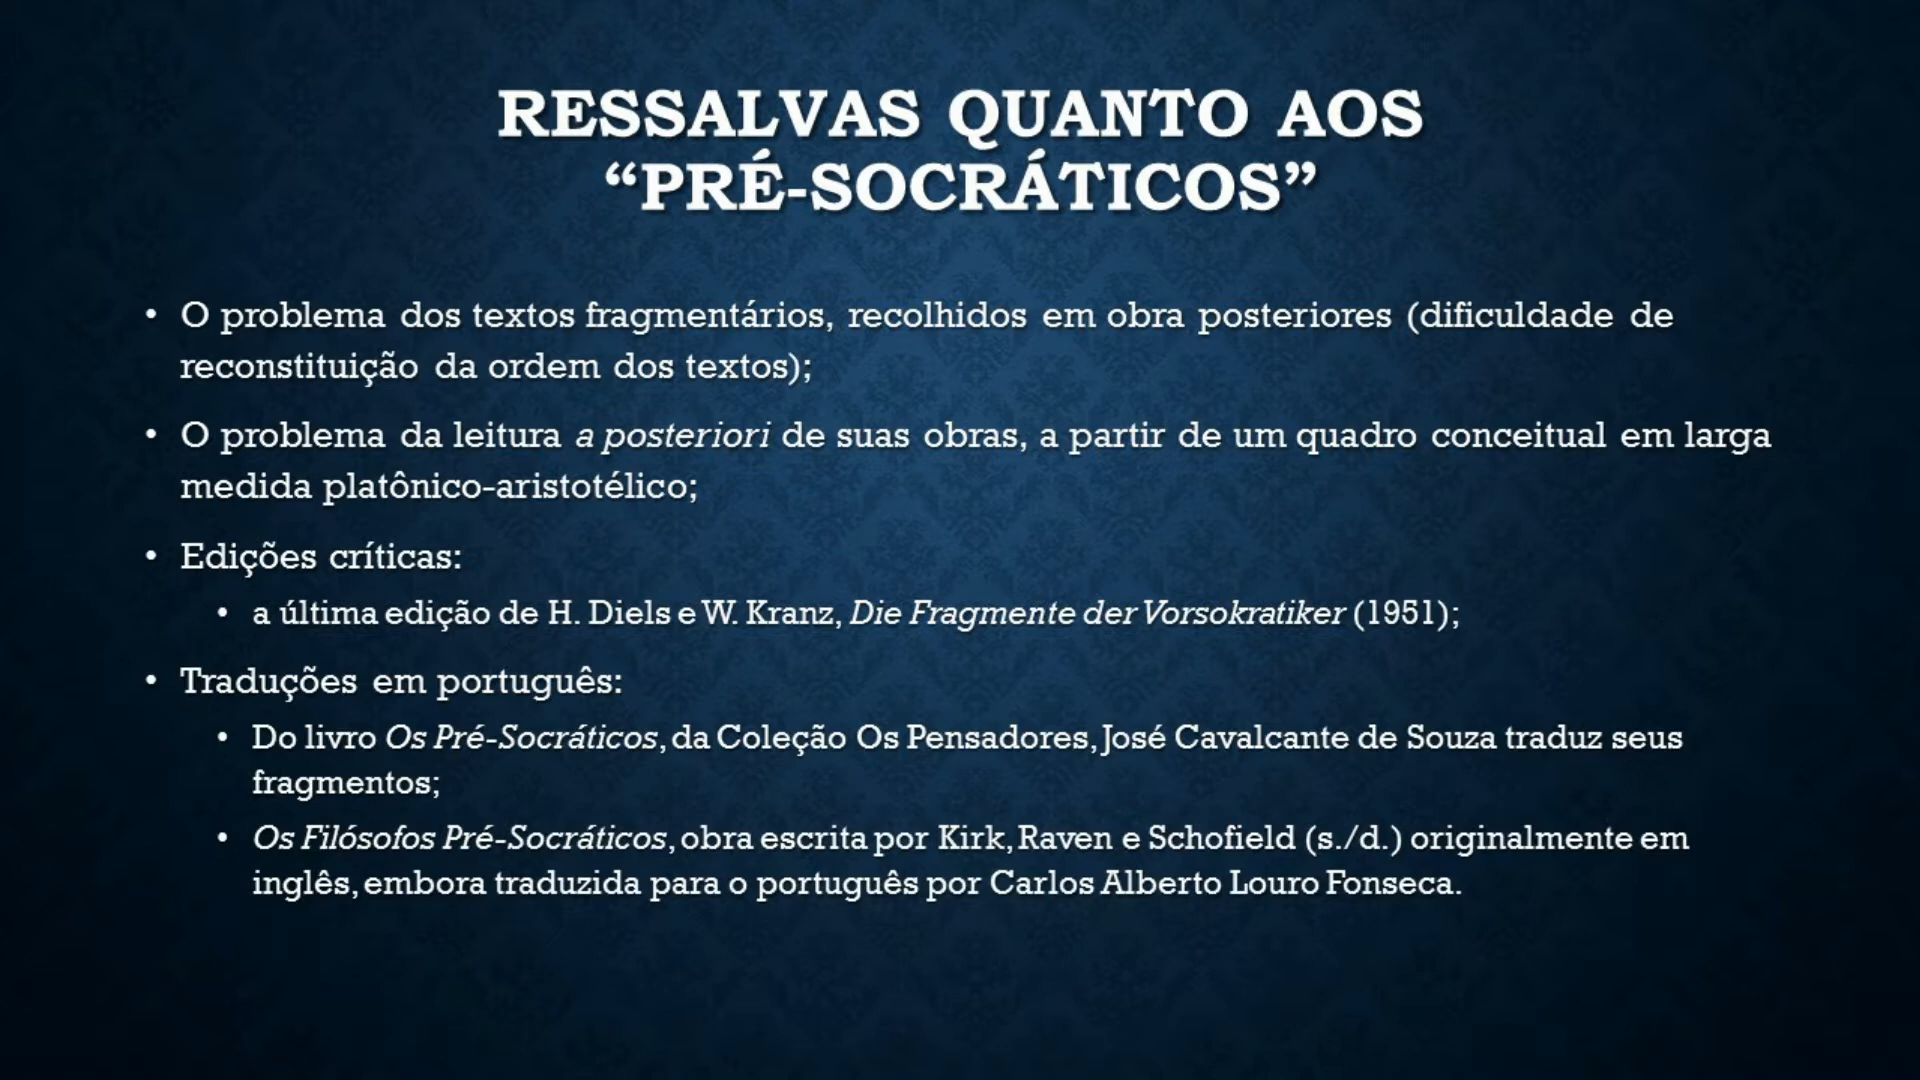 RESSALVAS QUANTO AOS
“PRÉ-SOCRÁTICOS”
• O problema dos textos fragmentários, recolhidos em obra posteriores (dificuldade de
reconstituição da ordem dos textos);
• O problema da leitura a posteriori de suas obras, a partir de um quadro conceitual em larga
medida platônico-aristotélico;
• Edições críticas:
• a última edição de H. Diels e W. Kranz, Die Fragmente der Vorsokratiker (1951);
• Traduções em português:
• Do livro Os Pré-Socráticos, da Coleção Os Pensadores, José Cavalcante de Souza traduz seus
fragmentos;
• Os Filósofos Pré-Socráticos, obra escrita por Kirk, Raven e Schofield (s./d.) originalmente em
inglês, embora traduzida para o português por Carlos Alberto Louro Fonseca.